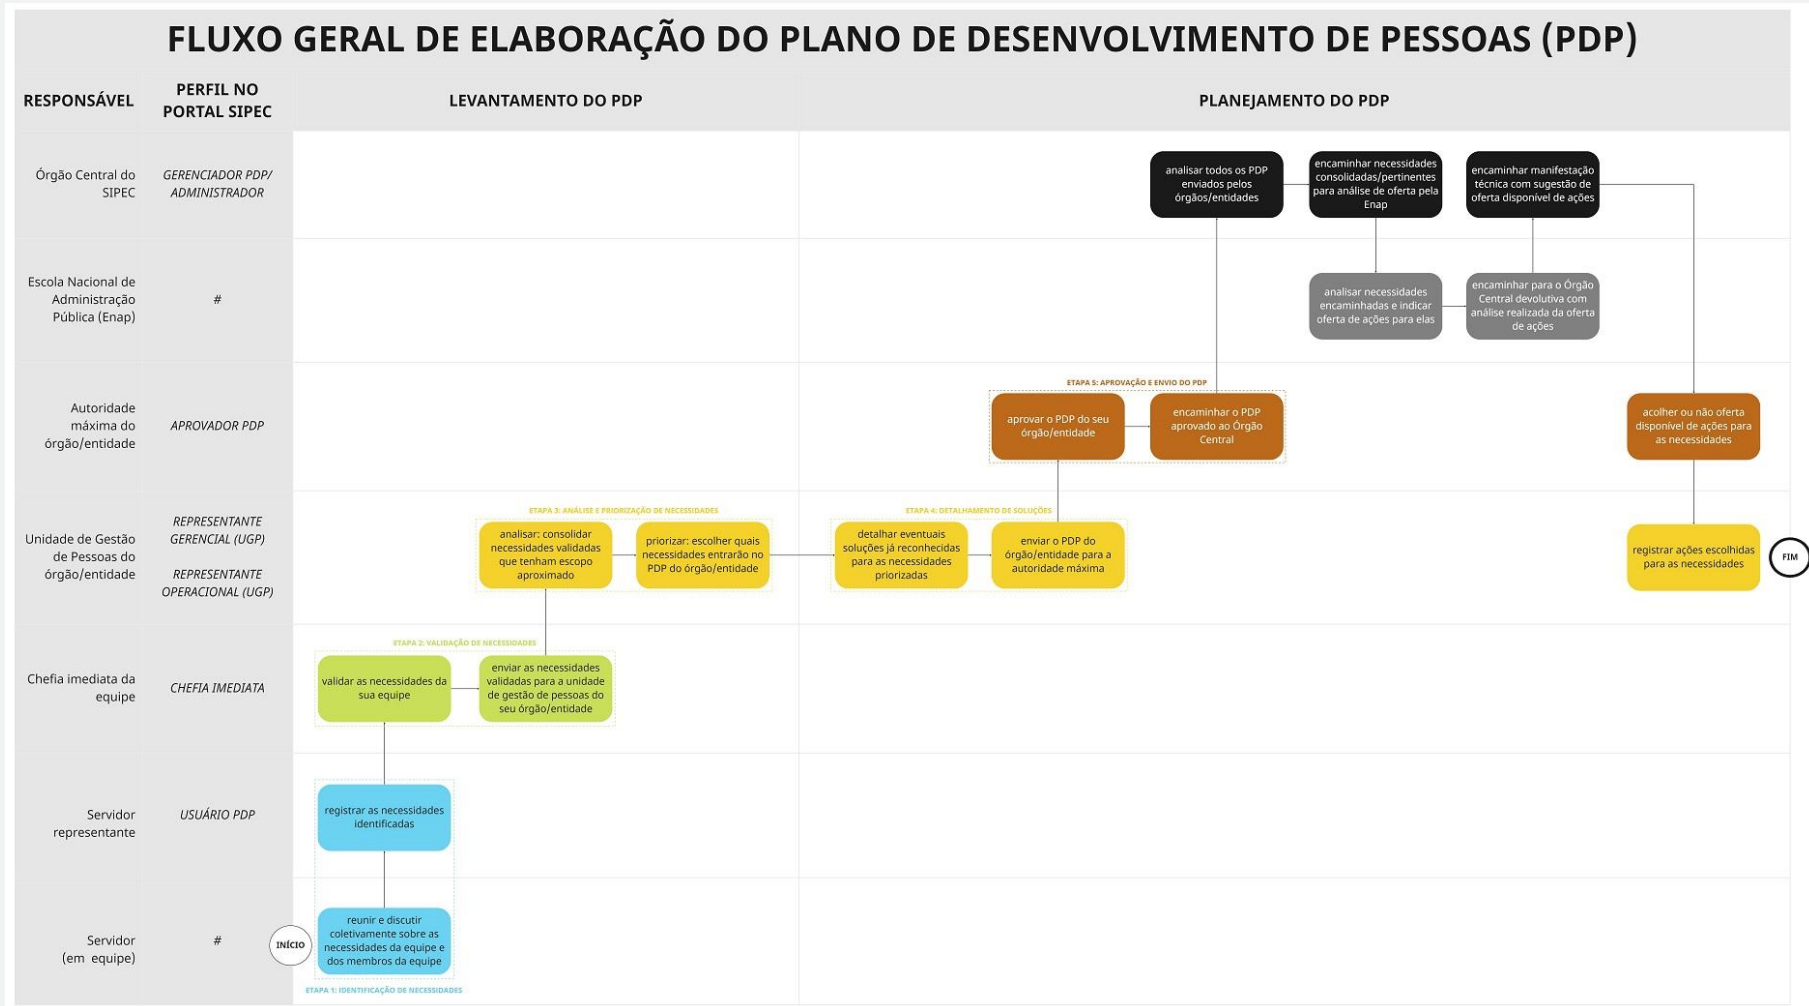 FLUXO GERAL DE ELABORAÇÃO DO PLANO DE DESENVOLVIMENTO DE PESSOAS (PDP)
RESPONSÁVEL
PERFIL NO
PORTAL SIPEC
LEVANTAMENTO DO PDP
PLANEJAMENTO DO PDP
Órgão Central do
SIPEC
GERENCIADOR PDP/
ADMINISTRADOR
analisar todos os PDP
enviados pelos
órgãos/entidades
encaminhar necessidades
consolidadas/pertinentes
para análise de oferta pela
Enap
encaminhar manifestação
técnica com sugestão de
oferta disponível de ações
Escola Nacional de
Administração
Pública (Enap)
#
analisar necessidades
encaminhadas e indicar
oferta de ações para elas
encaminhar para o Órgão
Central devolutiva com
análise realizada da oferta
de ações
Autoridade
máxima do
órgão/entidade
APROVADOR PDP
ETAPA 5: APROVAÇÃO E ENVIO DO PDP
aprovar o PDP do seu
órgão/entidade
encaminhar o PDP
aprovado ao Órgão
Central
acolher ou não oferta
disponível de ações para
as necessidades
Unidade de Gestão
de Pessoas do
órgão/entidade
REPRESENTANTE
GERENCIAL (UGP)
REPRESENTANTE
OPERACIONAL (UGP)
ETAPA 3: ANÁLISE E PRIORIZAÇÃO DE NECESSIDADES
analisar: consolidar
necessidades validadas
que tenham escopo
aproximado
priorizar: escolher quais
necessidades entrarão no
PDP do órgão/entidade
ETAPA 4: DETALHAMENTO DE SOLUÇÕES
detalhar eventuais
soluções já reconhecidas
para as necessidades
priorizadas
enviar o PDP do
órgão/entidade para a
autoridade máxima
registrar ações escolhidas
para as necessidades
FIM
Chefia imediata da
equipe
CHEFIA IMEDIATA
ETAPA 2: VALIDAÇÃO DE NECESSIDADES
validar as necessidades da
sua equipe
enviar as necessidades
validadas para a unidade
de gestão de pessoas do
seu órgão/entidade
Servidor
representante
USUÁRIO PDP
registrar as necessidades
identificadas
Servidor
(em equipe)
#
INÍCIO
reunir e discutir
coletivamente sobre as
necessidades da equipe e
dos membros da equipe
ETAPA 1: IDENTIFICAÇÃO DE NECESSIDADES